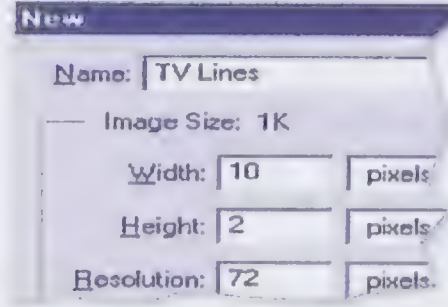 New
Name: TV Lines
Image Size: 1K
Width: 10 pixels
Height: 2 pixels
Resolution: 72 pixels